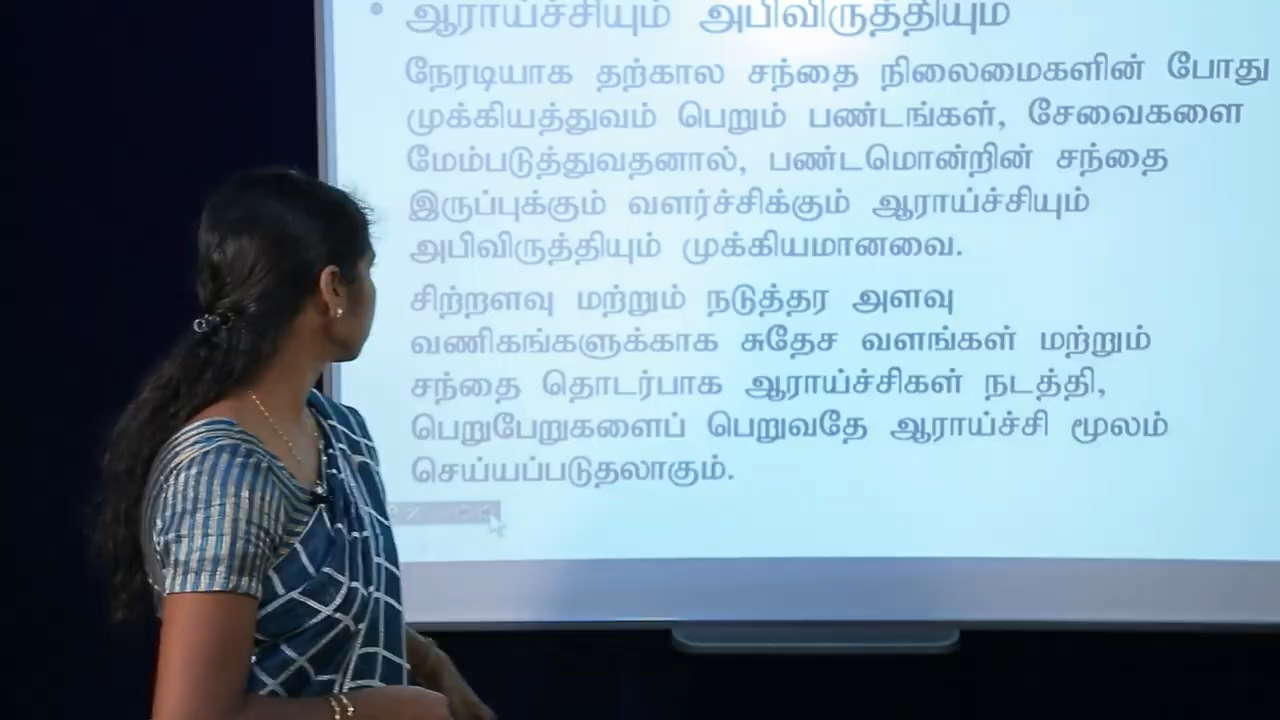 • ஆராய்ச்சியும் அபிவிருத்தியும்
நேரடியாக தற்கால சந்தை நிலைமைகளின் போது
முக்கியத்துவம் பெறும் பண்டங்கள், சேவைகளை
மேம்படுத்துவதனால், பண்டமொன்றின் சந்தை
இருப்புக்கும் வளர்ச்சிக்கும் ஆராய்ச்சியும்
அபிவிருத்தியும் முக்கியமானவை.
சிற்றளவு மற்றும் நடுத்தர அளவு
வணிகங்களுக்காக சுதேச வளங்கள் மற்றும்
சந்தை தொடர்பாக ஆராய்ச்சிகள் நடத்தி,
பெறுபேறுகளைப் பெறுவதே ஆராய்ச்சி மூலம்
செய்யப்படுதலாகும்.